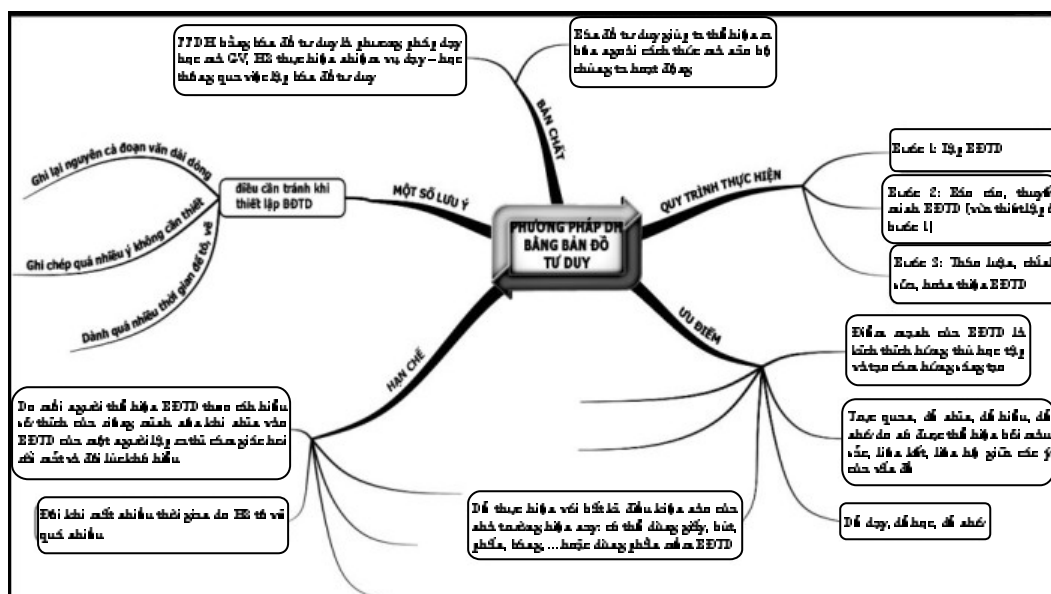 PPDH bằng bản đồ tư duy là phương pháp dạy
học mà GV, HS thực hiện nhiệm vụ dạy – học
thông qua việc lập bản đồ tư duy
Bản đồ tư duy giúp ta thể hiện ra
bên ngoài cách thức mà não bộ
chúng ta hoạt động
BẢN CHẤT
QUY TRÌNH THỰC HIỆN
Bước 1: Lập BĐTD
Bước 2: Báo cáo, thuyết
minh BĐTD (vừa thiết lập ở
bước 1)
Bước 3: Thảo luận, chỉnh
sửa, hoàn thiện BĐTD
MỘT SỐ LƯU Ý
điều cần tránh khi
thiết lập BĐTD
Ghi lại nguyên cả đoạn văn dài dòng
Ghi chép quá nhiều ý không cần thiết
Dành quá nhiều thời gian để tô, vẽ
PHƯƠNG PHÁP DH
BẰNG BẢN ĐỒ
TƯ DUY
ƯU ĐIỂM
Điểm mạnh của BĐTD là
kích thích hứng thú học tập
và tạo cảm hứng sáng tạo
Trực quan, dễ nhìn, dễ hiểu, dễ
nhớ do nó được thể hiện bởi màu
sắc, liên kết, liên hệ giữa các ý
của vấn đề
Dễ dạy, dễ học, dễ nhớ
Dễ thực hiện với bất kì điều kiện nào của
nhà trường hiện nay: có thể dùng giấy, bút,
phấn, bảng, ...hoặc dùng phần mềm BĐTD
HẠN CHẾ
Do mỗi người thể hiện BĐTD theo cách hiểu,
sở thích của riêng mình nên khi nhìn vào
BĐTD của một người lập ra thì cảm giác hơi
rối mắt và đôi lúc khó hiểu.
Đôi khi mất nhiều thời gian do HS tô vẽ
quá nhiều.